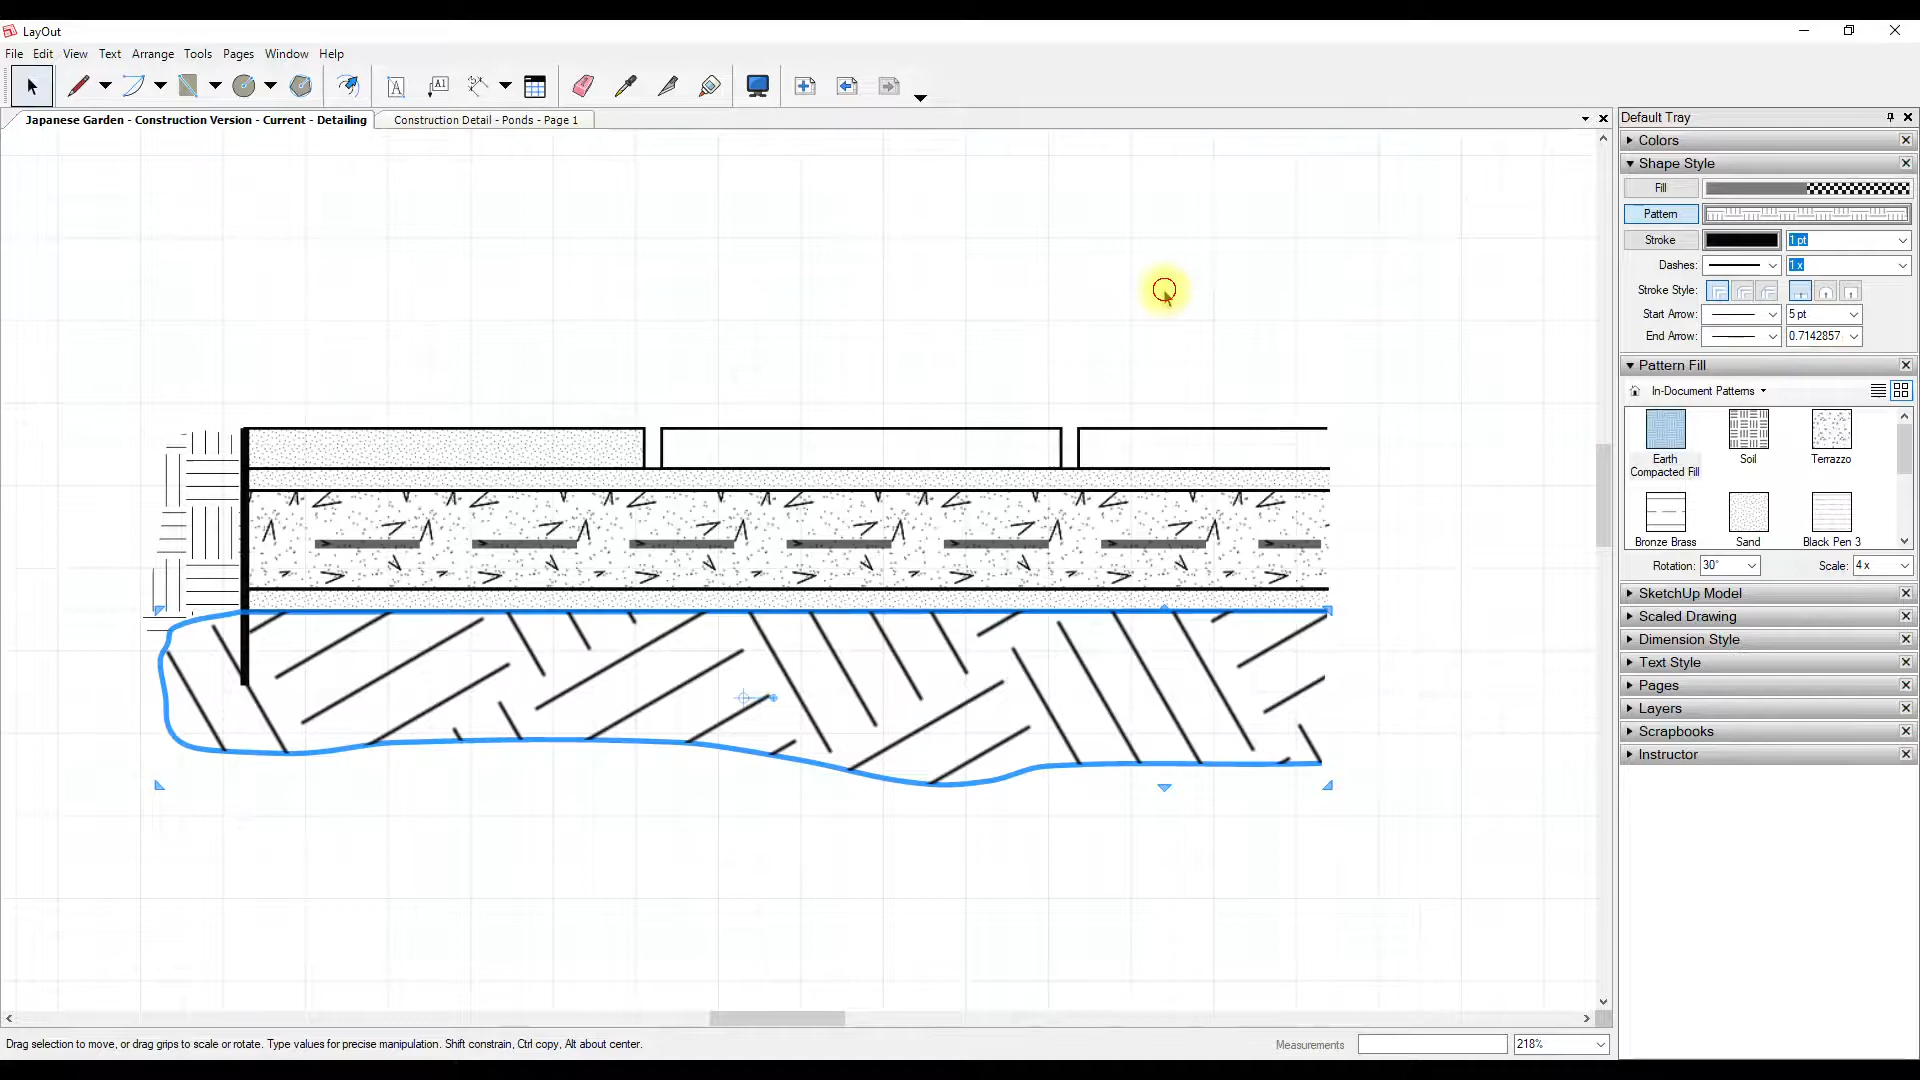 LayOut
File Edit View Text Arrange Tools Pages Window Help
A A1
Japanese Garden - Construction Version - Current - Detailing
Construction Detail - Ponds - Page 1
Default Tray
Colors
Shape Style
Fill
Pattern
Stroke 1 pt
Dashes: 1 x
Stroke Style:
Start Arrow: 5 pt
End Arrow: 0.7142857
Pattern Fill
In-Document Patterns
Earth Compacted Fill
Soil
Terrazzo
Bronze Brass
Sand
Black Pen 3
Rotation: 30° Scale: 4 x
SketchUp Model
Scaled Drawing
Dimension Style
Text Style
Pages
Layers
Scrapbooks
Instructor
Drag selection to move, or drag grips to scale or rotate. Type values for precise manipulation. Shift constrain, Ctrl copy, Alt about center.
Measurements 218%